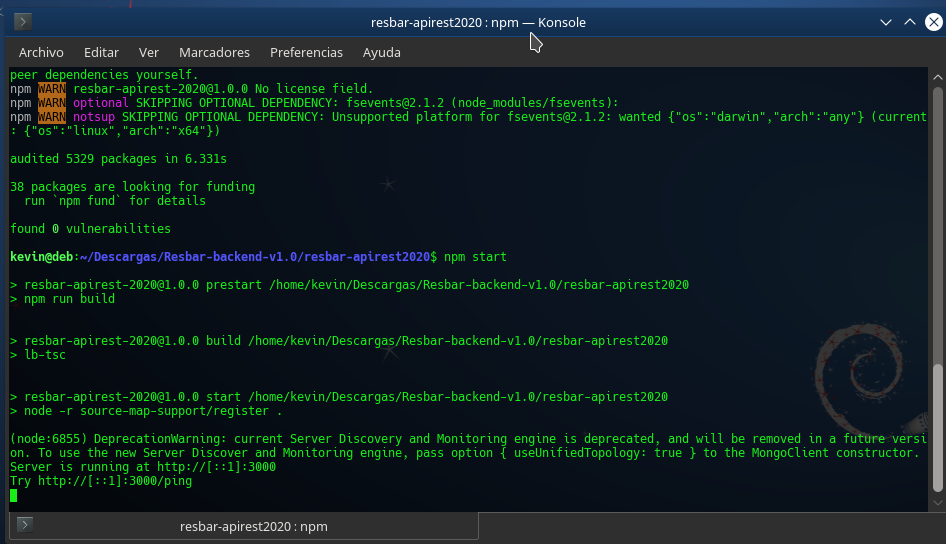 resbar-apirest2020 : npm — Konsole
Archivo Editar Ver Marcadores Preferencias Ayuda
peer dependencies yourself.
npm WARN resbar-apirest-2020@1.0.0 No license field.
npm WARN optional SKIPPING OPTIONAL DEPENDENCY: fsevents@2.1.2 (node_modules/fsevents):
npm WARN notsup SKIPPING OPTIONAL DEPENDENCY: Unsupported platform for fsevents@2.1.2: wanted {"os":"darwin","arch":"any"} (current
: {"os":"linux","arch":"x64"})
audited 5329 packages in 6.331s
38 packages are looking for funding
run `npm fund` for details
found 0 vulnerabilities
kevin@deb:~/Descargas/Resbar-backend-v1.0/resbar-apirest2020$ npm start
> resbar-apirest-2020@1.0.0 prestart /home/kevin/Descargas/Resbar-backend-v1.0/resbar-apirest2020
> npm run build
> resbar-apirest-2020@1.0.0 build /home/kevin/Descargas/Resbar-backend-v1.0/resbar-apirest2020
> lb-tsc
> resbar-apirest-2020@1.0.0 start /home/kevin/Descargas/Resbar-backend-v1.0/resbar-apirest2020
> node -r source-map-support/register .
(node:6855) DeprecationWarning: current Server Discovery and Monitoring engine is deprecated, and will be removed in a future versi
on. To use the new Server Discover and Monitoring engine, pass option { useUnifiedTopology: true } to the MongoClient constructor.
Server is running at http://[::1]:3000
Try http://[::1]:3000/ping
resbar-apirest2020 : npm